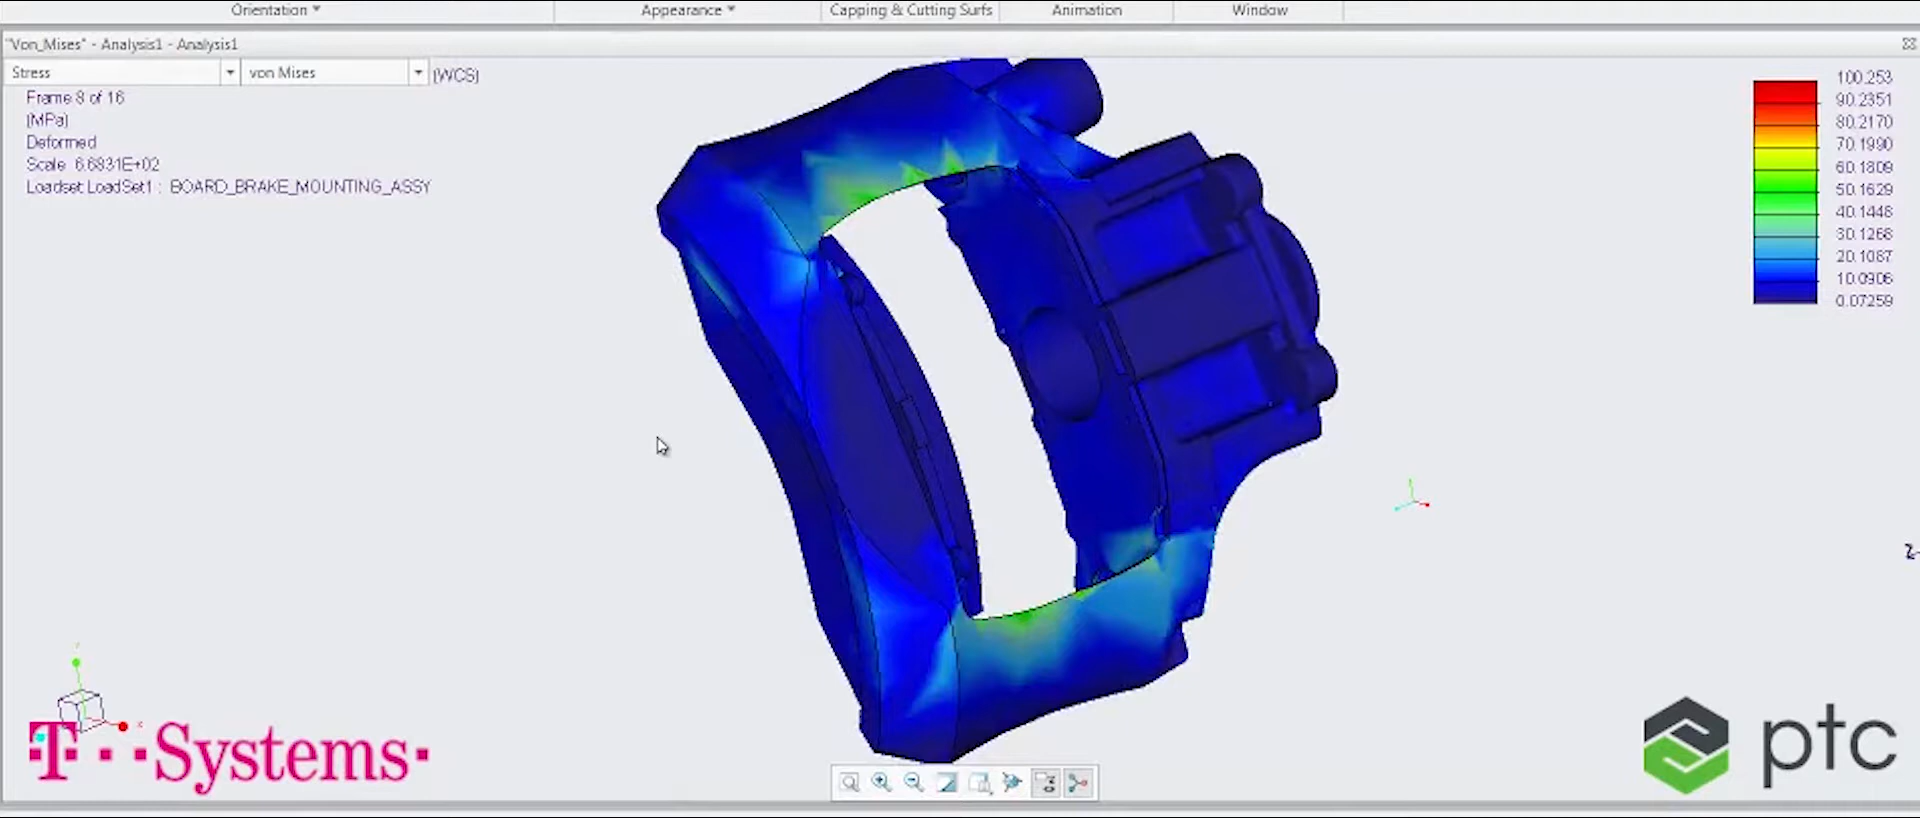 Orientation
Appearance
Capping & Cutting Surfs
Animation
Window
"Von_Mises" - Analysis1 - Analysis1
Stress
von Mises
(WCS)
Frame 8 of 16
(MPa)
Deformed
Scale 6.6831E+02
Loadset:LoadSet1 : BOARD_BRAKE_MOUNTING_ASSY
100.253
90.2351
80.2170
70.1990
60.1809
50.1629
40.1448
30.1268
20.1087
10.0906
0.07259
T··Systems·
ptc